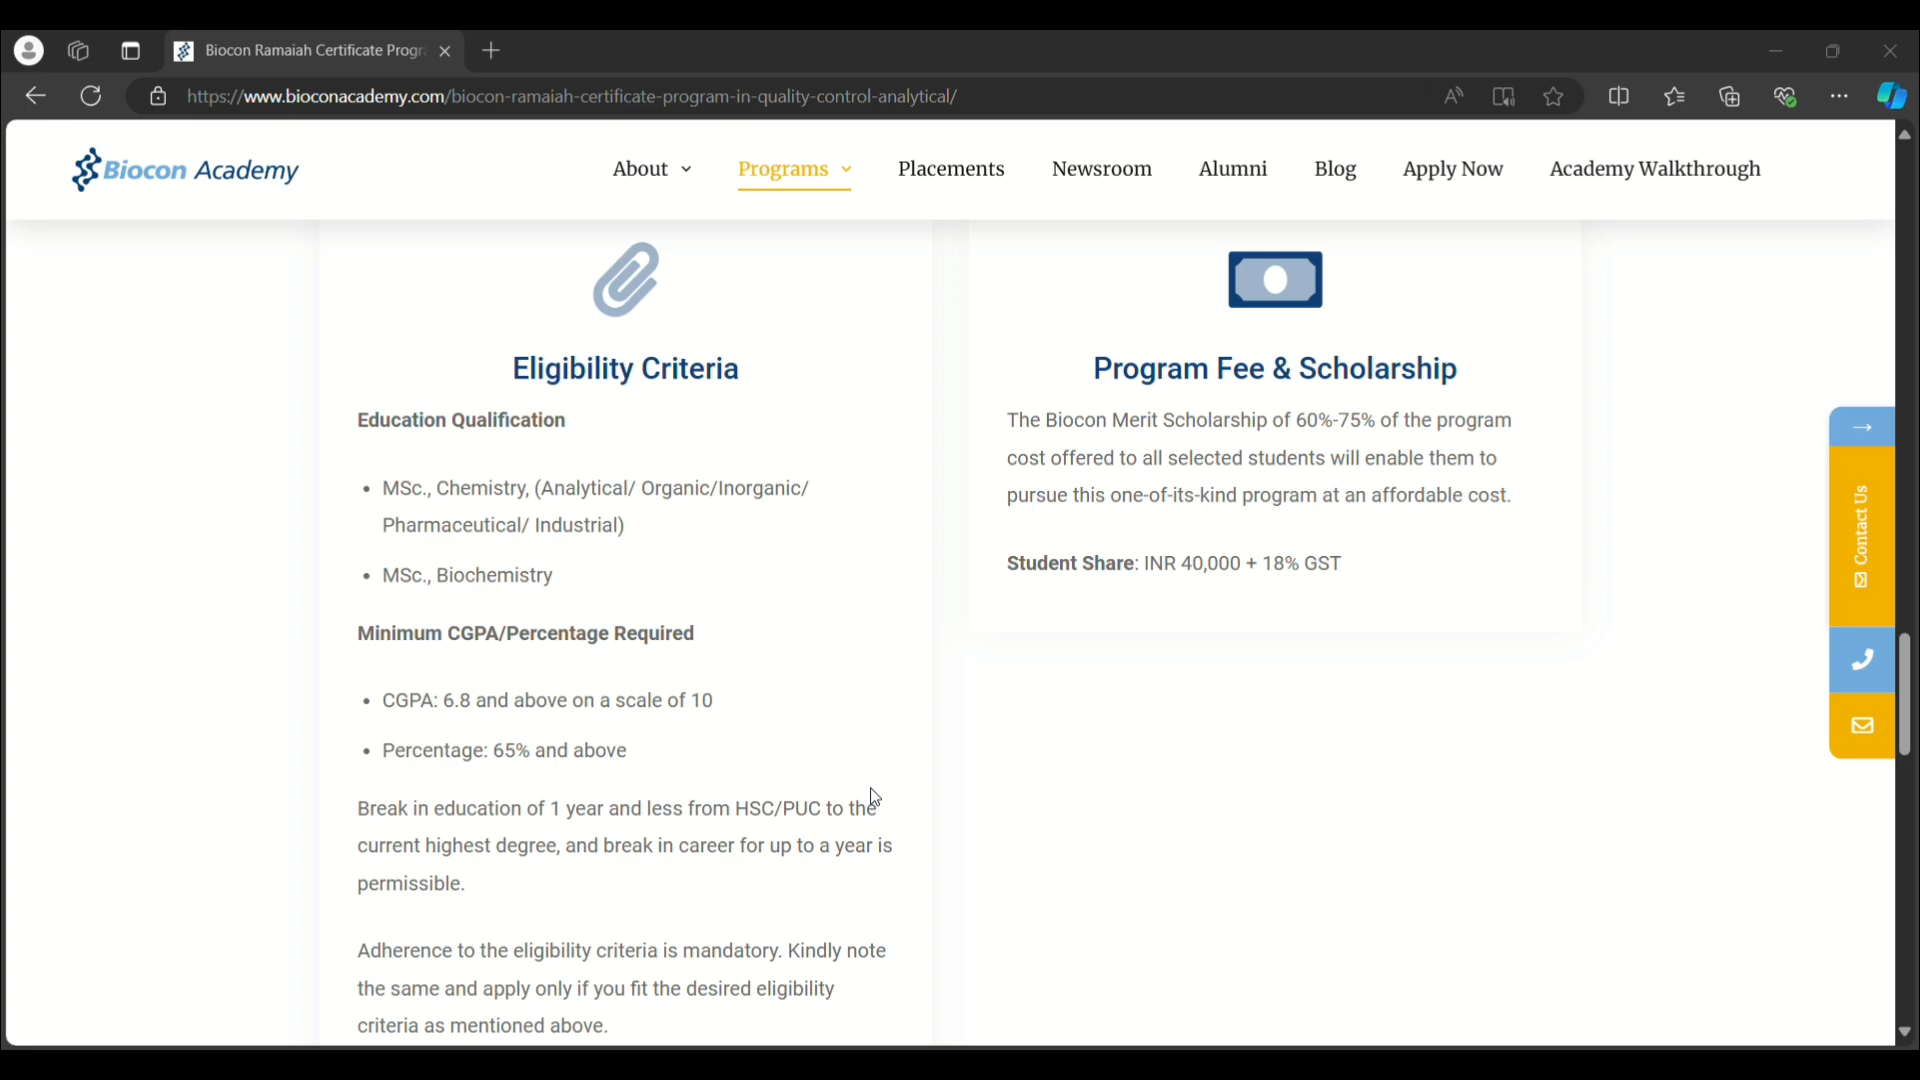 Biocon Ramaiah Certificate Progr
https://www.bioconacademy.com/biocon-ramaiah-certificate-program-in-quality-control-analytical/
Biocon Academy
About
Programs
Placements
Newsroom
Alumni
Blog
Apply Now
Academy Walkthrough
Eligibility Criteria
Education Qualification
• MSc., Chemistry, (Analytical/ Organic/Inorganic/
Pharmaceutical/ Industrial)
• MSc., Biochemistry
Minimum CGPA/Percentage Required
• CGPA: 6.8 and above on a scale of 10
• Percentage: 65% and above
Break in education of 1 year and less from HSC/PUC to the
current highest degree, and break in career for up to a year is
permissible.
Adherence to the eligibility criteria is mandatory. Kindly note
the same and apply only if you fit the desired eligibility
criteria as mentioned above.
Program Fee & Scholarship
The Biocon Merit Scholarship of 60%-75% of the program
cost offered to all selected students will enable them to
pursue this one-of-its-kind program at an affordable cost.
Student Share: INR 40,000 + 18% GST
Contact Us